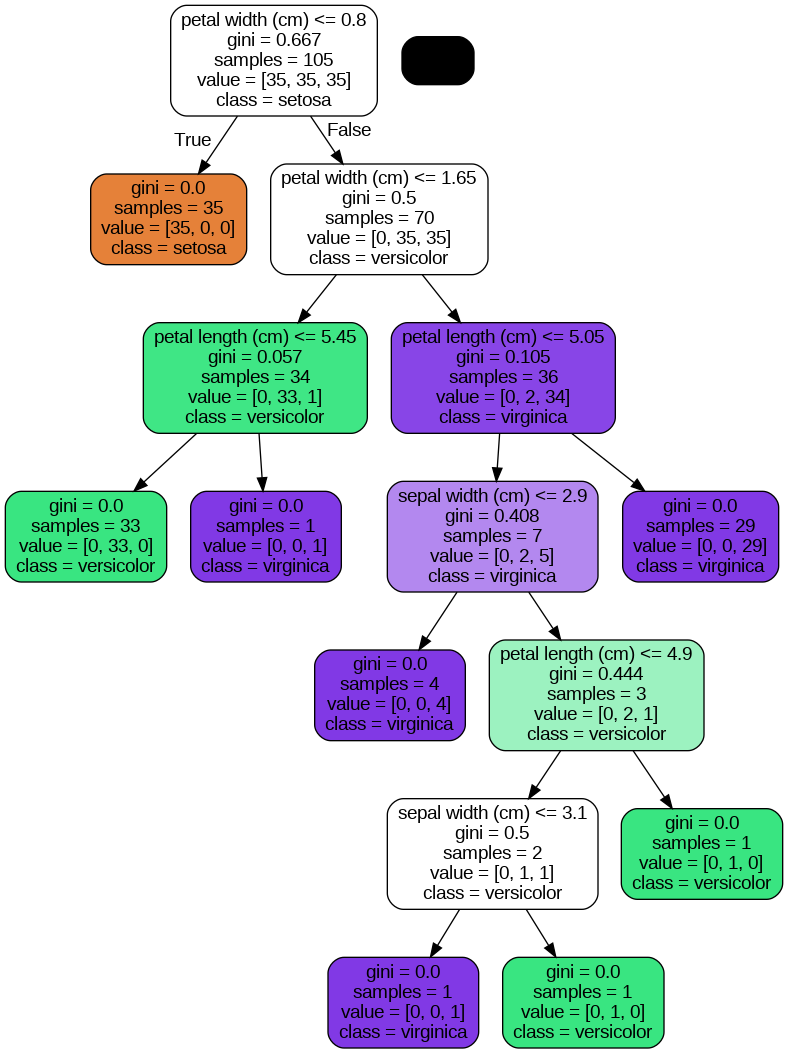 petal width (cm) <= 0.8
gini = 0.667
samples = 105
value = [35, 35, 35]
class = setosa
True
False
gini = 0.0
samples = 35
value = [35, 0, 0]
class = setosa
petal width (cm) <= 1.65
gini = 0.5
samples = 70
value = [0, 35, 35]
class = versicolor
petal length (cm) <= 5.45
gini = 0.057
samples = 34
value = [0, 33, 1]
class = versicolor
petal length (cm) <= 5.05
gini = 0.105
samples = 36
value = [0, 2, 34]
class = virginica
gini = 0.0
samples = 33
value = [0, 33, 0]
class = versicolor
gini = 0.0
samples = 1
value = [0, 0, 1]
class = virginica
sepal width (cm) <= 2.9
gini = 0.408
samples = 7
value = [0, 2, 5]
class = virginica
gini = 0.0
samples = 29
value = [0, 0, 29]
class = virginica
gini = 0.0
samples = 4
value = [0, 0, 4]
class = virginica
petal length (cm) <= 4.9
gini = 0.444
samples = 3
value = [0, 2, 1]
class = versicolor
sepal width (cm) <= 3.1
gini = 0.5
samples = 2
value = [0, 1, 1]
class = versicolor
gini = 0.0
samples = 1
value = [0, 1, 0]
class = versicolor
gini = 0.0
samples = 1
value = [0, 0, 1]
class = virginica
gini = 0.0
samples = 1
value = [0, 1, 0]
class = versicolor